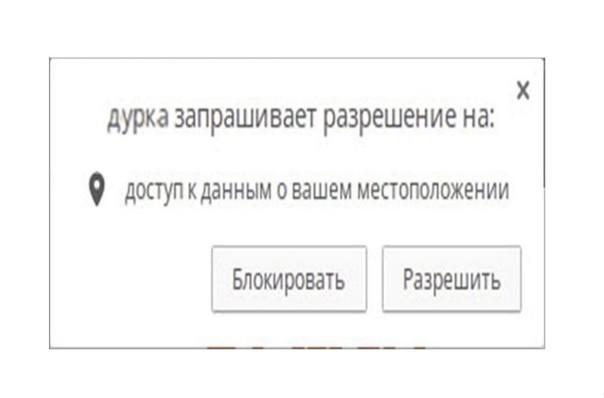 дурка запрашивает разрешение на:
доступ к данным о вашем местоположении
Блокировать Разрешить